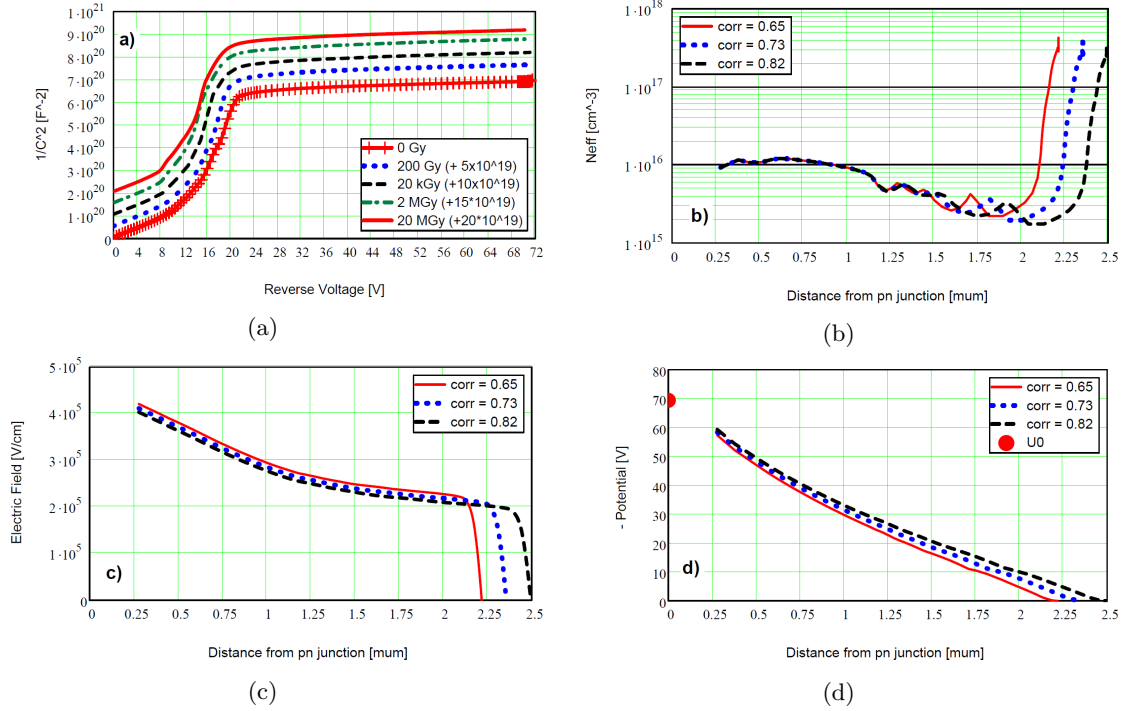 a)
1/C^2 [F^-2]
1·10^21
9·10^20
8·10^20
7·10^20
6·10^20
5·10^20
4·10^20
3·10^20
2·10^20
1·10^20
0
0 4 8 12 16 20 24 28 32 36 40 44 48 52 56 60 64 68 72
Reverse Voltage [V]
0 Gy
200 Gy (+ 5x10^19)
20 kGy (+10x10^19)
2 MGy (+15*10^19)
20 MGy (+20*10^19)
(a)
b)
Neff [cm^-3]
1·10^18
1·10^17
1·10^16
1·10^15
0 0.25 0.5 0.75 1 1.25 1.5 1.75 2 2.25 2.5
Distance from pn junction [mum]
corr = 0.65
corr = 0.73
corr = 0.82
(b)
c)
Electric Field [V/cm]
5·10^5
4·10^5
3·10^5
2·10^5
1·10^5
0
0 0.25 0.5 0.75 1 1.25 1.5 1.75 2 2.25 2.5
Distance from pn junction [mum]
corr = 0.65
corr = 0.73
corr = 0.82
(c)
d)
- Potential [V]
80
70
60
50
40
30
20
10
0
0 0.25 0.5 0.75 1 1.25 1.5 1.75 2 2.25 2.5
Distance from pn junction [mum]
corr = 0.65
corr = 0.73
corr = 0.82
U0
(d)